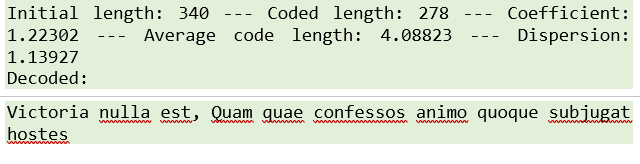 Initial length: 340 --- Coded length: 278 --- Coefficient:
1.22302 --- Average code length: 4.08823 --- Dispersion:
1.13927
Decoded:
Victoria nulla est, Quam quae confessos animo quoque subjugat
hostes